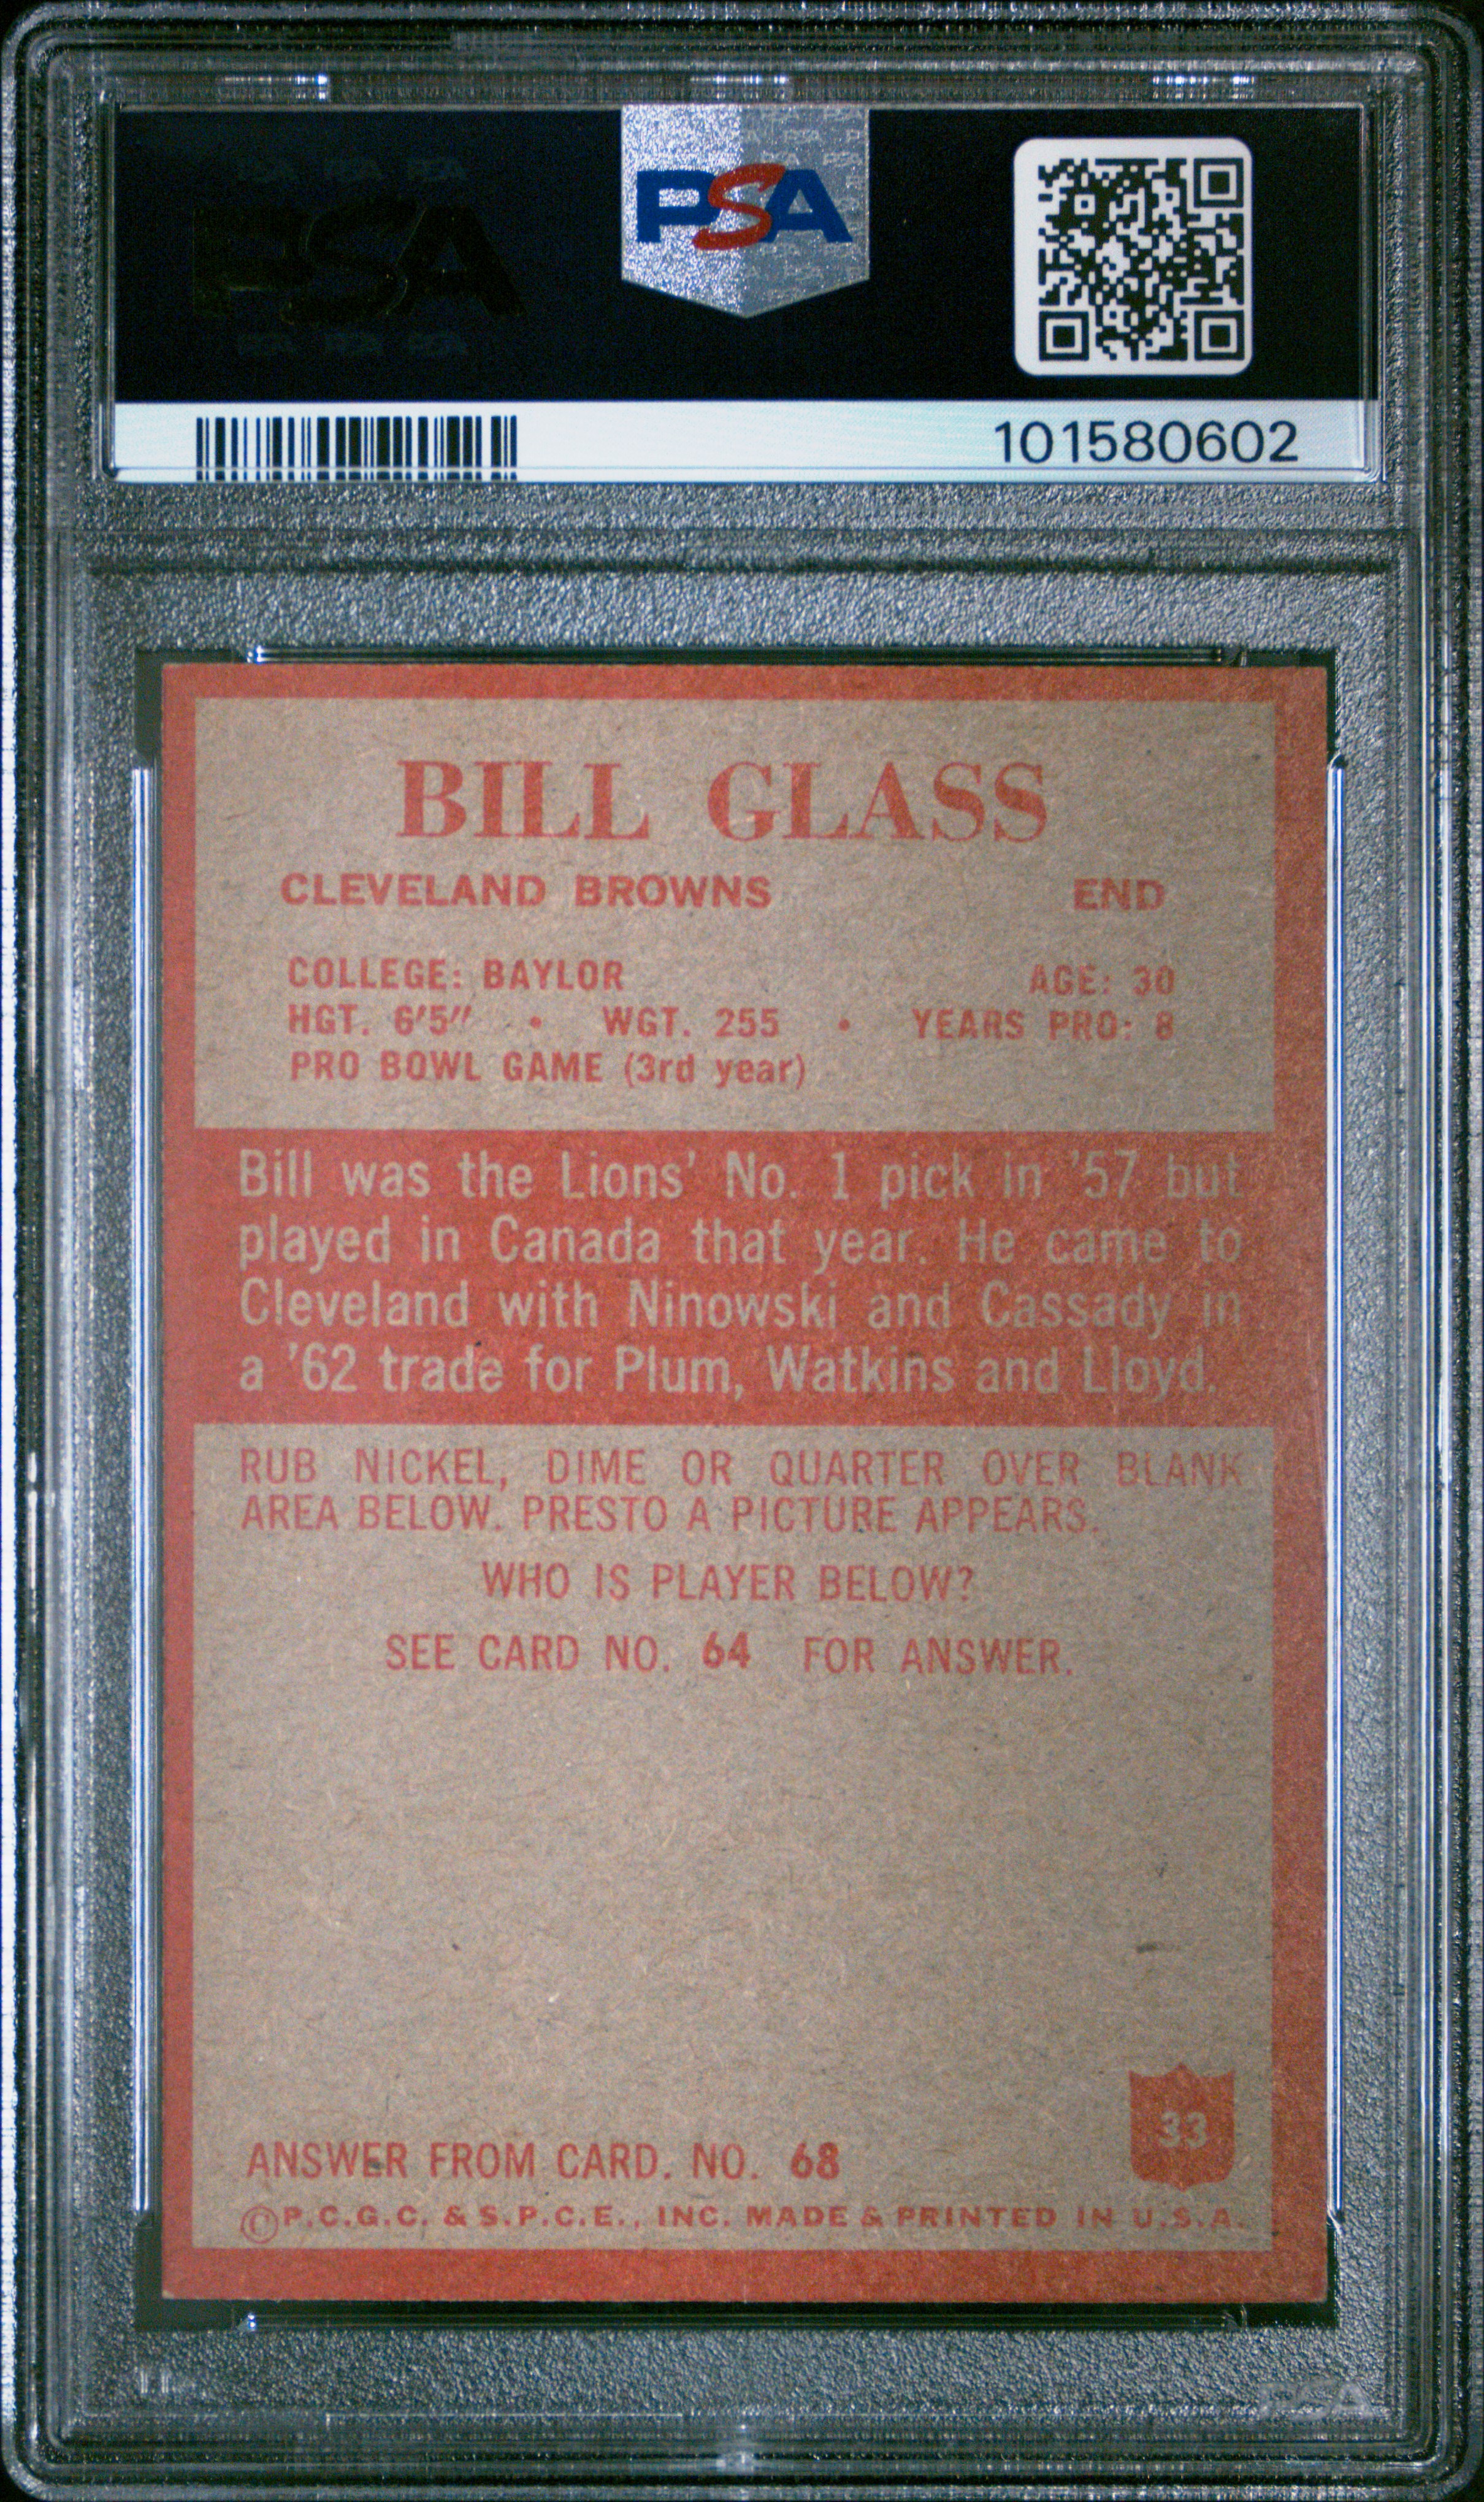 PSA
101580602
BILL GLASS
CLEVELAND BROWNS END
COLLEGE: BAYLOR AGE: 30
HGT. 6'5" • WGT. 255 • YEARS PRO: 8
PRO BOWL GAME (3rd year)
Bill was the Lions' No. 1 pick in '57 but
played in Canada that year. He came to
Cleveland with Ninowski and Cassady in
a '62 trade for Plum, Watkins and Lloyd.
RUB NICKEL, DIME OR QUARTER OVER BLANK
AREA BELOW. PRESTO A PICTURE APPEARS.
WHO IS PLAYER BELOW?
SEE CARD NO. 64 FOR ANSWER.
33
ANSWER FROM CARD. NO. 68
©P.C.G.C. & S.P.C.E., INC. MADE & PRINTED IN U.S.A.
PSA